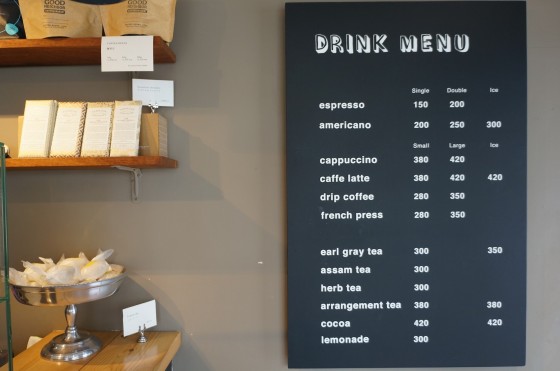 GOOD
DRINK MENU
Single Double Ice
espresso 150 200
americano 200 250 300
Small Large Ice
cappuccino 380 420
caffe latte 380 420 420
drip coffee 280 350
french press 280 350
earl gray tea 300 350
assam tea 300
herb tea 300
arrangement tea 380 380
cocoa 420 420
lemonade 300